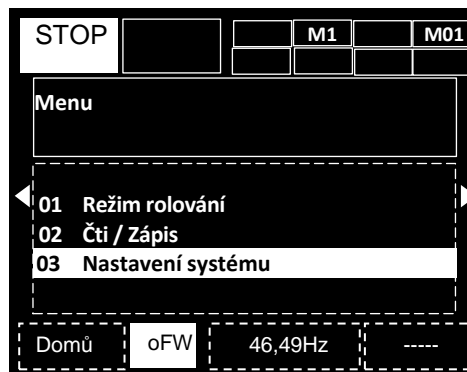 STOP M1 M01
Menu
01 Režim rolování
02 Čti / Zápis
03 Nastavení systému
Domů oFW 46,49Hz -----